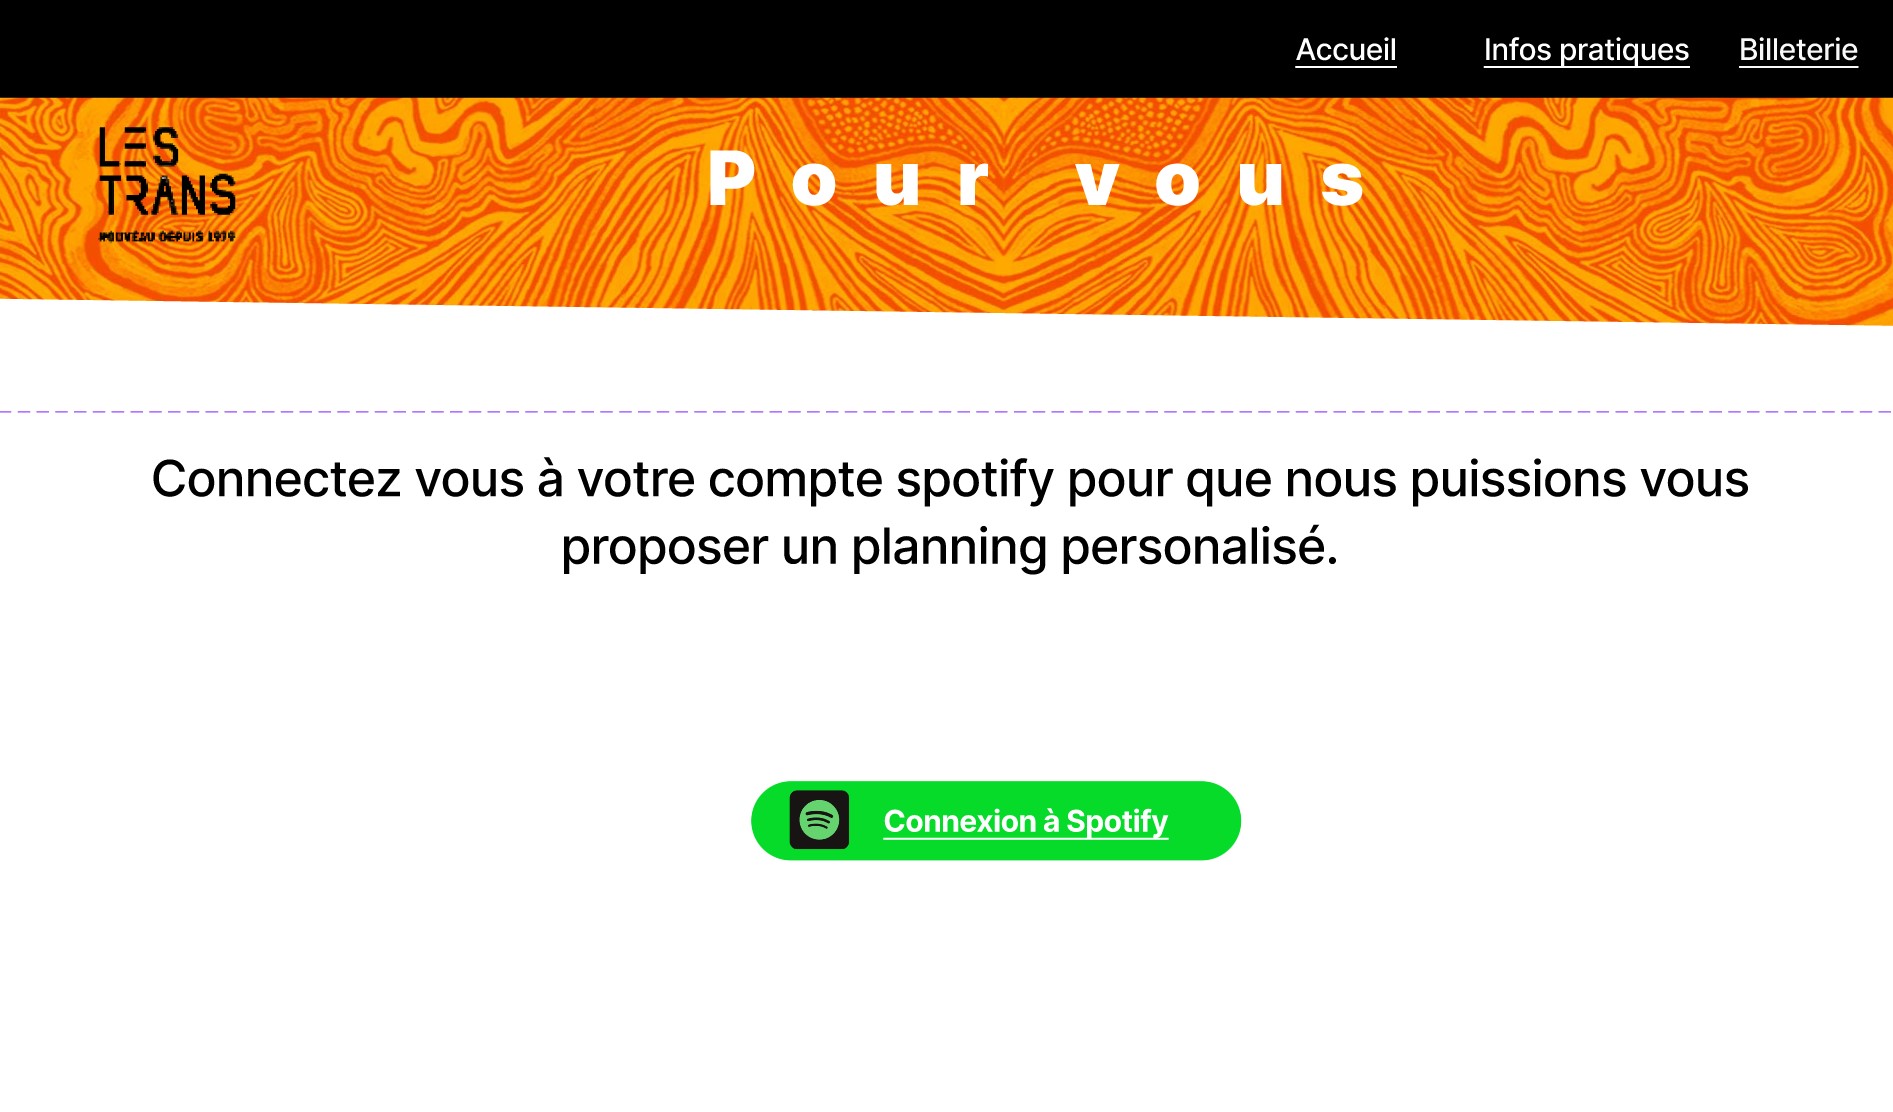 Accueil Infos pratiques Billeterie
LES
TRANS
NOUVEAU DEPUIS 1979
Pour vous
Connectez vous à votre compte spotify pour que nous puissions vous
proposer un planning personalisé.
Connexion à Spotify